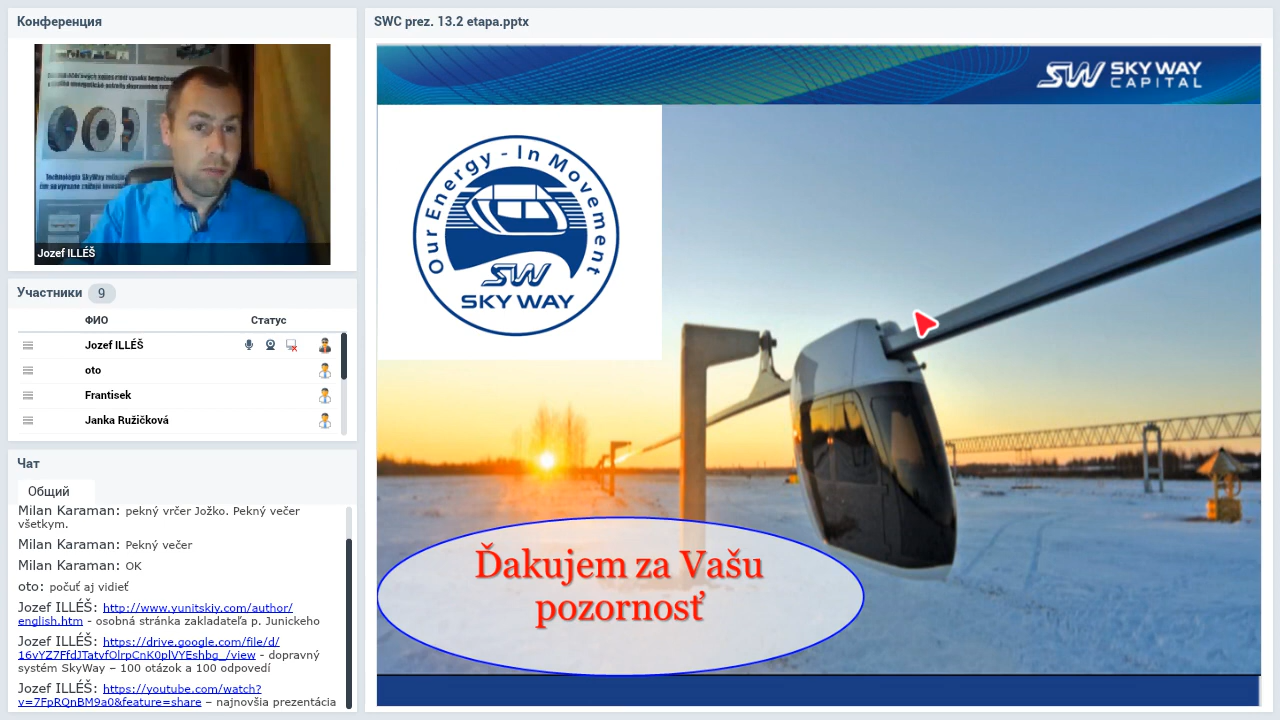 Конференция
Technológia SkyWay
Jozef ILLÉŠ
Участники 9
ФИО Статус
Jozef ILLÉŠ
oto
Frantisek
Janka Ružičková
Чат
Общий
Milan Karaman: pekný vrčer Jožko. Pekný večer
všetkym.
Milan Karaman: Pekný večer
Milan Karaman: OK
oto: počuť aj vidieť
Jozef ILLÉŠ: http://www.yunitskiy.com/author/
english.htm - osobná stránka zakladateľa p. Junickeho
Jozef ILLÉŠ: https://drive.google.com/file/d/
16vYZ7FfdJTatvfOlrpCnK0plVYEshbg_/view - dopravný
systém SkyWay – 100 otázok a 100 odpovedí
Jozef ILLÉŠ: https://youtube.com/watch?
v=7FpRQnBM9a0&feature=share – najnovšia prezentácia
SWC prez. 13.2 etapa.pptx
SW SKY WAY
CAPITAL
Our Energy - In Movement
SW
SKY WAY
Ďakujem za Vašu
pozornosť